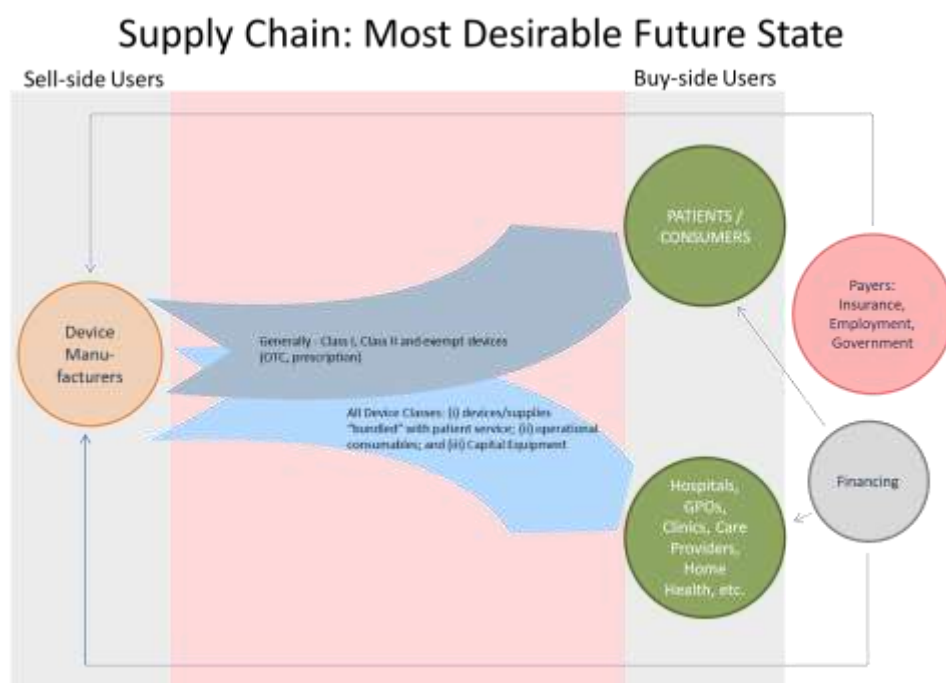 Supply Chain: Most Desirable Future State
Sell-side Users
Buy-side Users
PATIENTS /
CONSUMERS
Payers:
Insurance,
Employment,
Government
Device
Manu-
facturers
Generally - Class I, Class II and exempt devices
(OTC, prescription)
All Device Classes: (i) devices/supplies
"bundled" with patient service; (ii) operational
consumables; and (iii) Capital Equipment
Hospitals,
GPOs,
Clinics, Care
Providers,
Home
Health, etc.
Financing